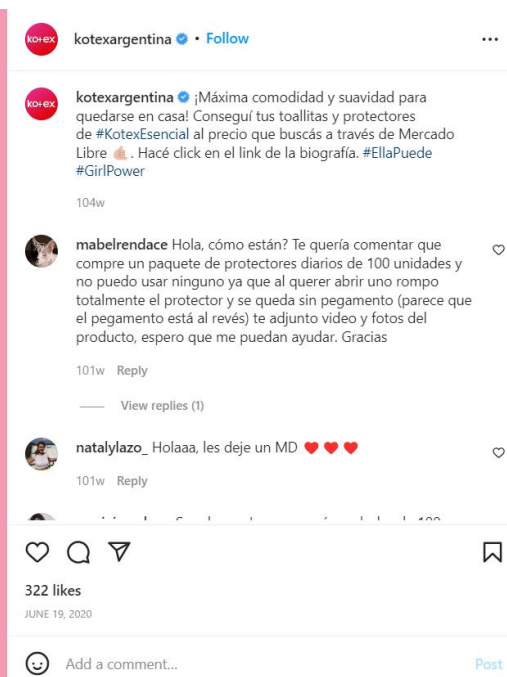 kotex
kotexargentina • Follow
kotex
kotexargentina ¡Máxima comodidad y suavidad para
quedarse en casa! Conseguí tus toallitas y protectores
de #KotexEsencial al precio que buscás a través de Mercado
Libre 🤙🏼. Hacé click en el link de la biografía. #EllaPuede
#GirlPower
104w
mabelrendace Hola, cómo están? Te quería comentar que
compre un paquete de protectores diarios de 100 unidades y
no puedo usar ninguno ya que al querer abrir uno rompo
totalmente el protector y se queda sin pegamento (parece que
el pegamento está al revés) te adjunto video y fotos del
producto, espero que me puedan ayudar. Gracias
101w Reply
View replies (1)
natalylazo_ Holaaa, les deje un MD ♥️ ♥️ ♥️
101w Reply
322 likes
JUNE 19, 2020
Add a comment...
Post